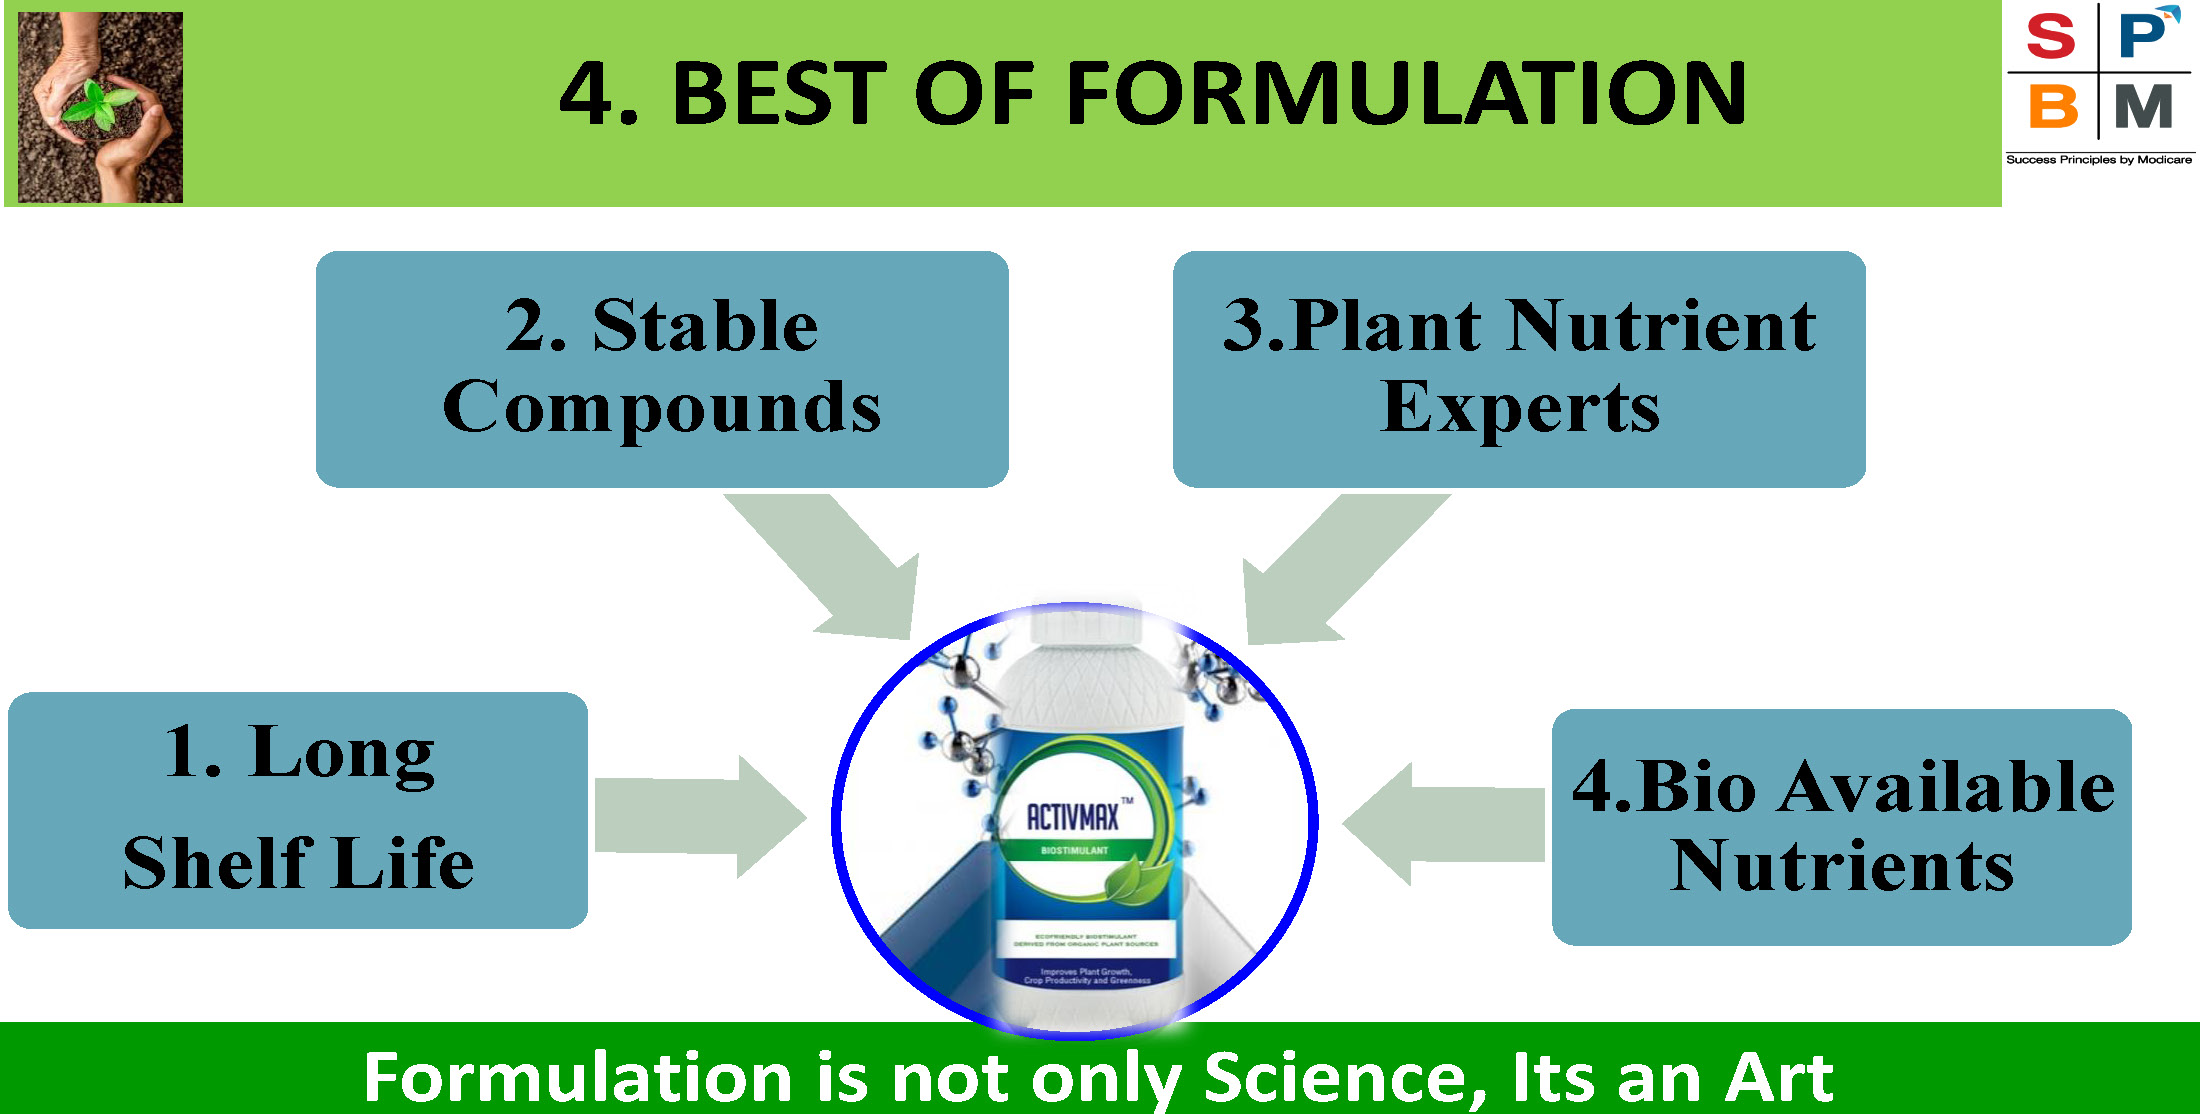 4. BEST OF FORMULATION
S P
B M
Success Principles by Modicare
2. Stable
Compounds
3.Plant Nutrient
Experts
1. Long
Shelf Life
4.Bio Available
Nutrients
ACTIVMAX™
BIOSTIMULANT
ECOFRIENDLY BIOSTIMULANT
DERIVED FROM ORGANIC PLANT SOURCES
Improves Plant Growth,
Crop Productivity and Greenness
Formulation is not only Science, Its an Art